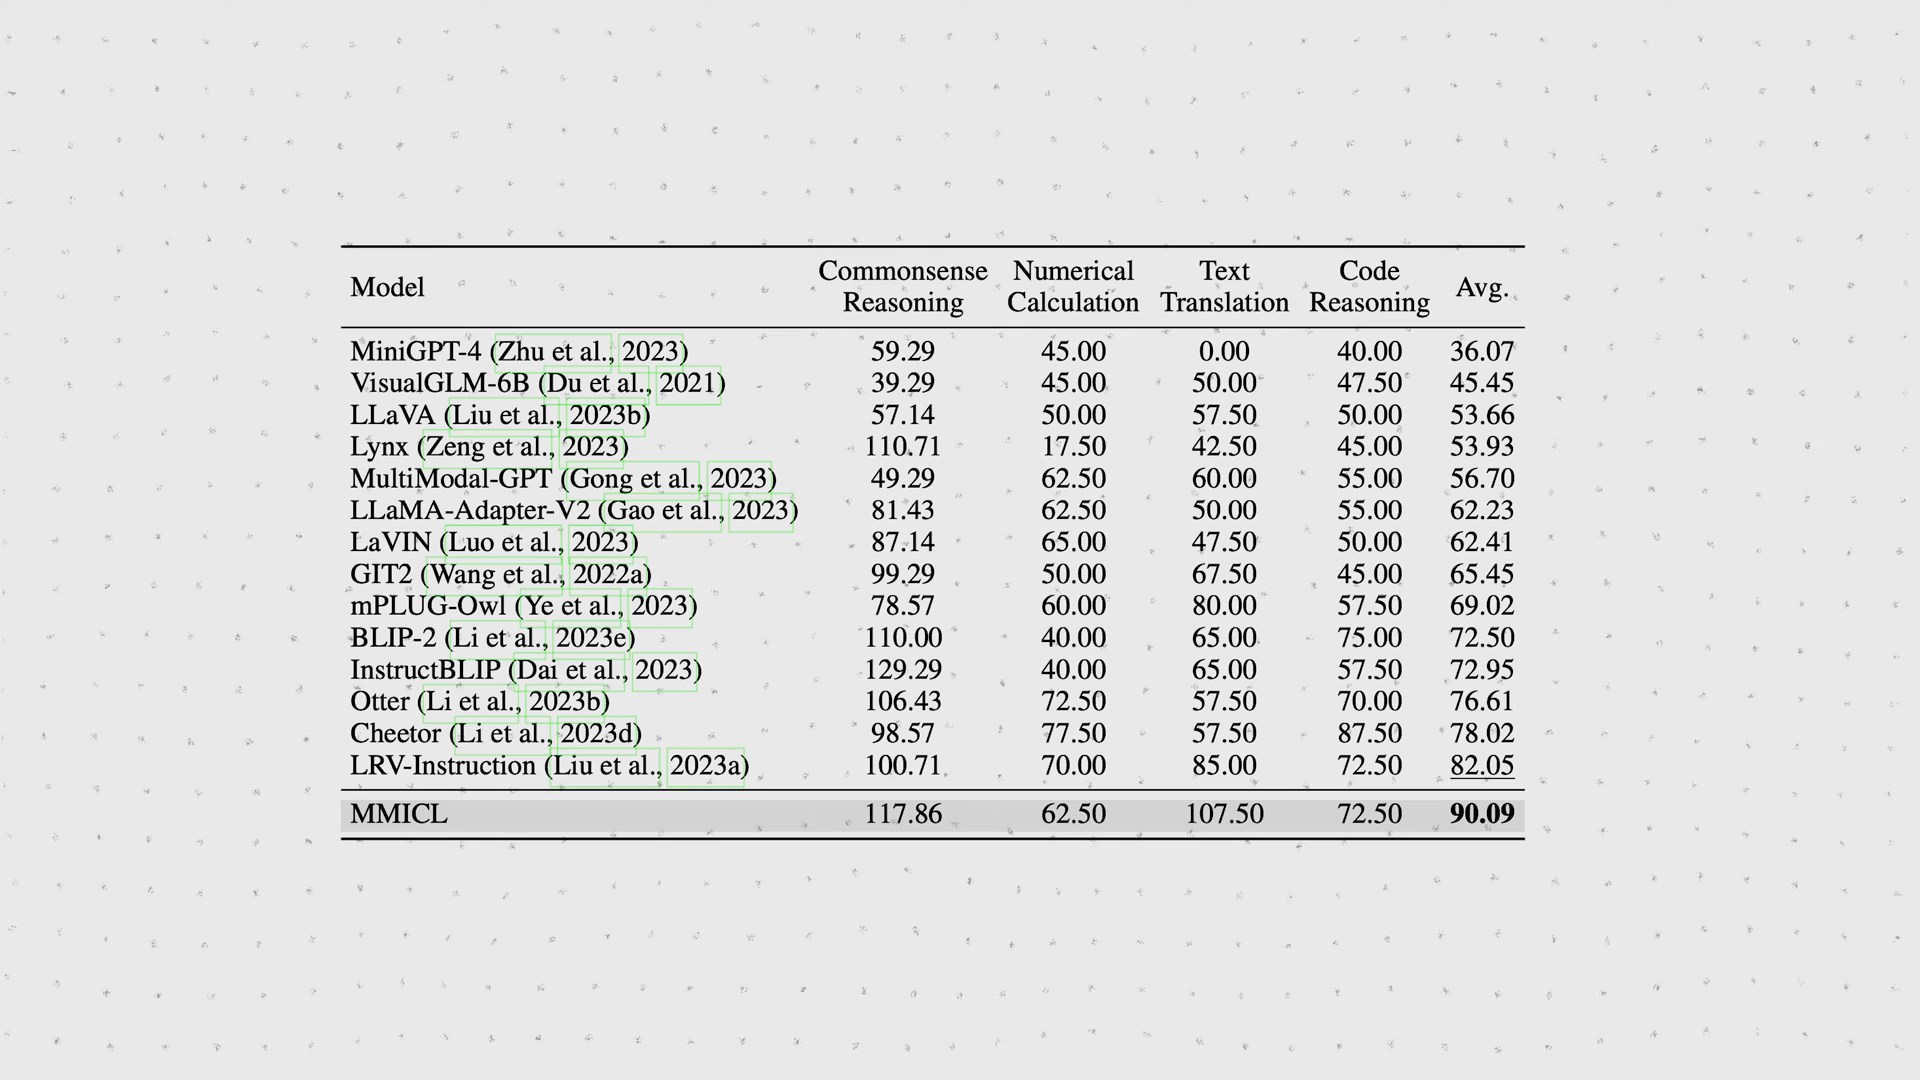 Model Commonsense Reasoning Numerical Calculation Text Translation Code Reasoning Avg.
MiniGPT-4 (Zhu et al., 2023) 59.29 45.00 0.00 40.00 36.07
VisualGLM-6B (Du et al., 2021) 39.29 45.00 50.00 47.50 45.45
LLaVA (Liu et al., 2023b) 57.14 50.00 57.50 50.00 53.66
Lynx (Zeng et al., 2023) 110.71 17.50 42.50 45.00 53.93
MultiModal-GPT (Gong et al., 2023) 49.29 62.50 60.00 55.00 56.70
LLaMA-Adapter-V2 (Gao et al., 2023) 81.43 62.50 50.00 55.00 62.23
LaVIN (Luo et al., 2023) 87.14 65.00 47.50 50.00 62.41
GIT2 (Wang et al., 2022a) 99.29 50.00 67.50 45.00 65.45
mPLUG-Owl (Ye et al., 2023) 78.57 60.00 80.00 57.50 69.02
BLIP-2 (Li et al., 2023e) 110.00 40.00 65.00 75.00 72.50
InstructBLIP (Dai et al., 2023) 129.29 40.00 65.00 57.50 72.95
Otter (Li et al., 2023b) 106.43 72.50 57.50 70.00 76.61
Cheetor (Li et al., 2023d) 98.57 77.50 57.50 87.50 78.02
LRV-Instruction (Liu et al., 2023a) 100.71 70.00 85.00 72.50 82.05
MMICL 117.86 62.50 107.50 72.50 90.09